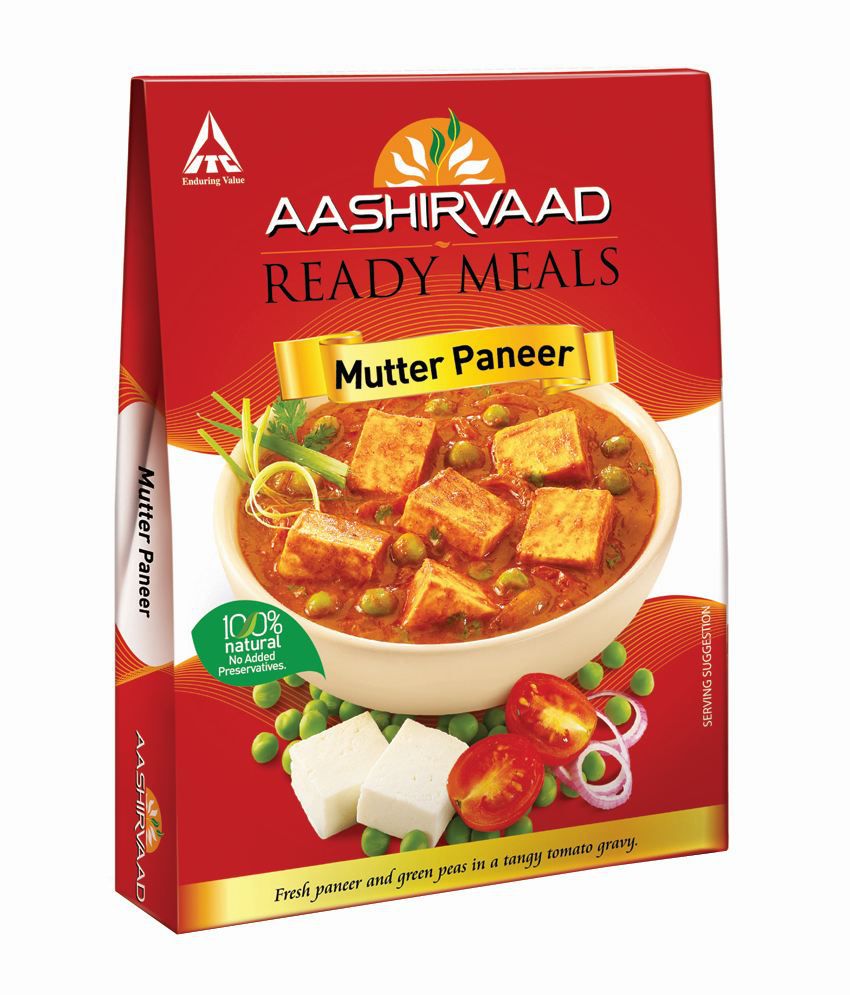 ITC
Enduring Value
AASHIRVAAD
READY MEALS
Mutter Paneer
100%
natural
No Added
Preservatives.
SERVING SUGGESTION
Fresh paneer and green peas in a tangy tomato gravy.
Mutter Paneer
AASHIRVAAD